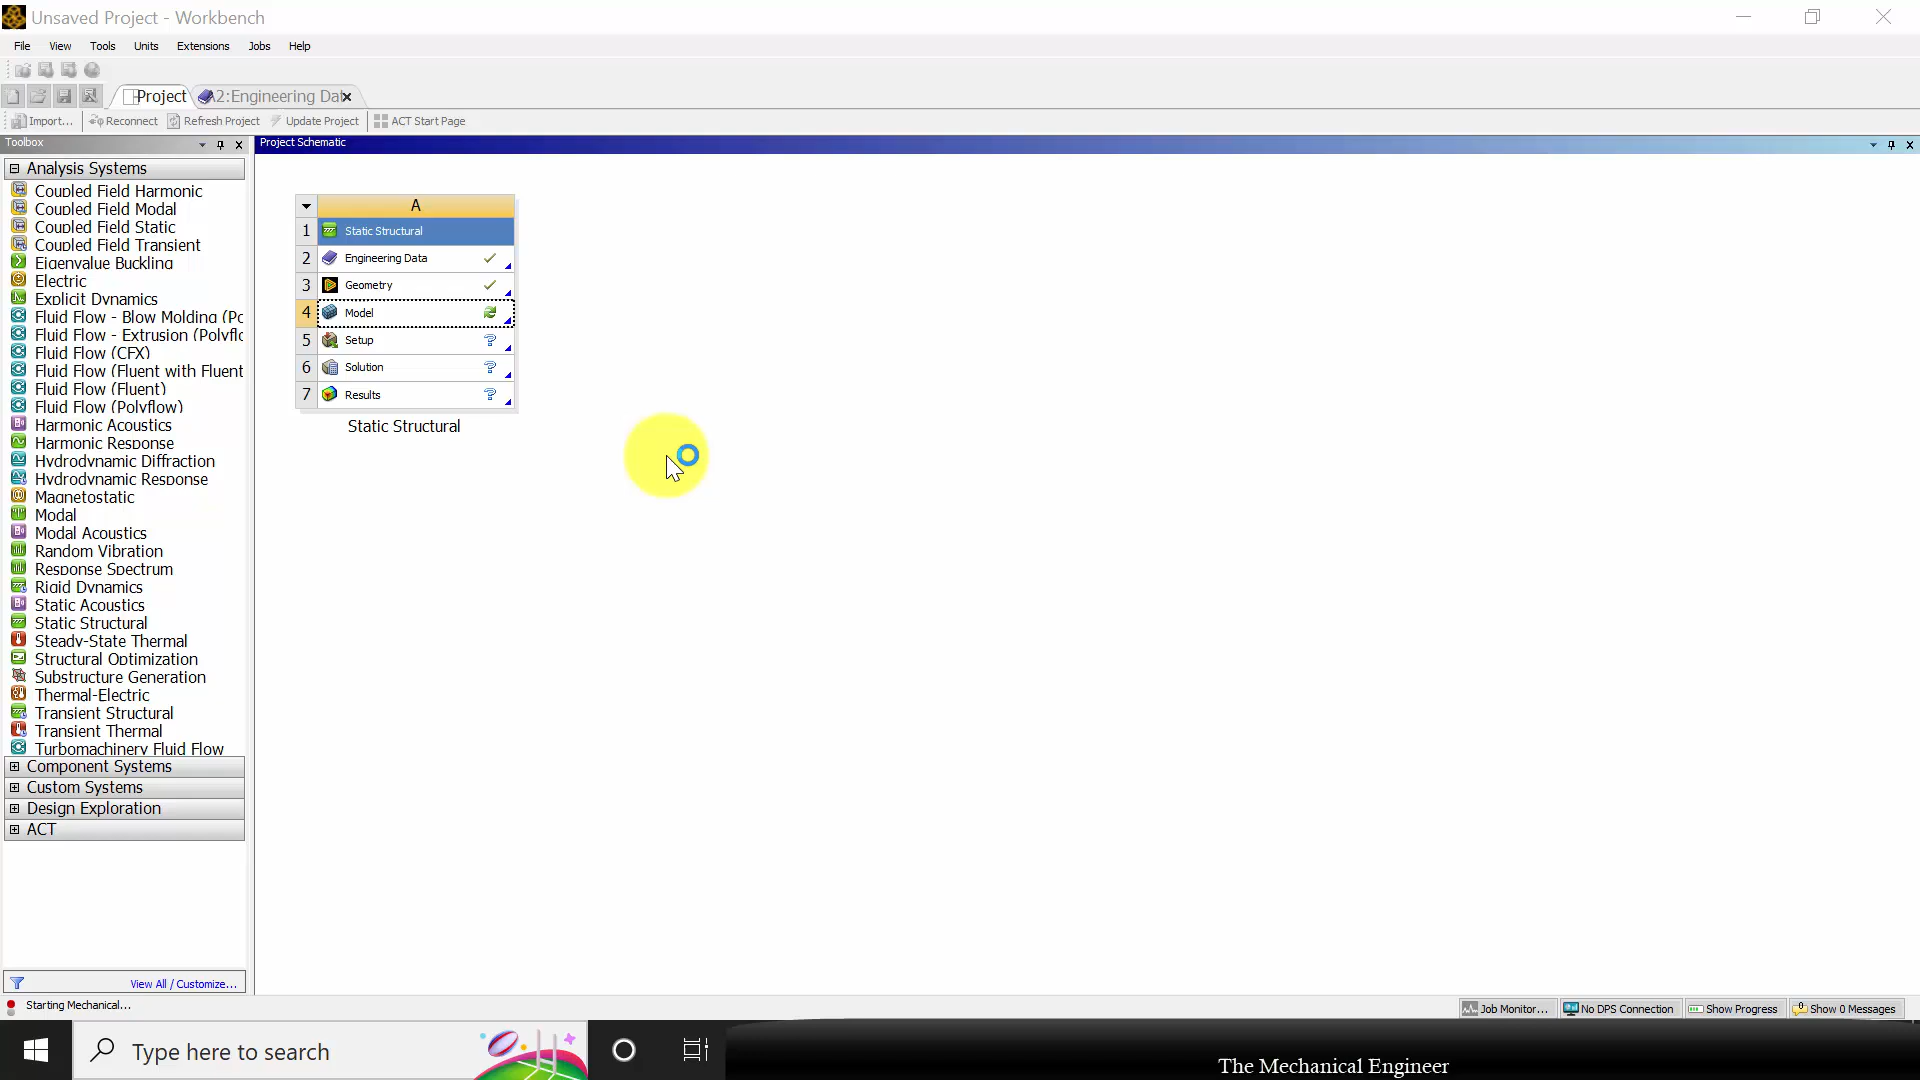 Unsaved Project - Workbench
File View Tools Units Extensions Jobs Help
Project A2:Engineering Dat
Import... Reconnect Refresh Project Update Project ACT Start Page
Toolbox
Project Schematic
Analysis Systems
Coupled Field Harmonic
Coupled Field Modal
Coupled Field Static
Coupled Field Transient
Eigenvalue Buckling
Electric
Explicit Dynamics
Fluid Flow - Blow Molding (Po
Fluid Flow - Extrusion (Polyflo
Fluid Flow (CFX)
Fluid Flow (Fluent with Fluent
Fluid Flow (Fluent)
Fluid Flow (Polyflow)
Harmonic Acoustics
Harmonic Response
Hydrodynamic Diffraction
Hydrodynamic Response
Magnetostatic
Modal
Modal Acoustics
Random Vibration
Response Spectrum
Rigid Dynamics
Static Acoustics
Static Structural
Steady-State Thermal
Structural Optimization
Substructure Generation
Thermal-Electric
Transient Structural
Transient Thermal
Turbomachinery Fluid Flow
Component Systems
Custom Systems
Design Exploration
ACT
View All / Customize...
A
1 Static Structural
2 Engineering Data
3 Geometry
4 Model
5 Setup
6 Solution
7 Results
Static Structural
Starting Mechanical...
Job Monitor... No DPS Connection Show Progress Show 0 Messages
Type here to search
The Mechanical Engineer